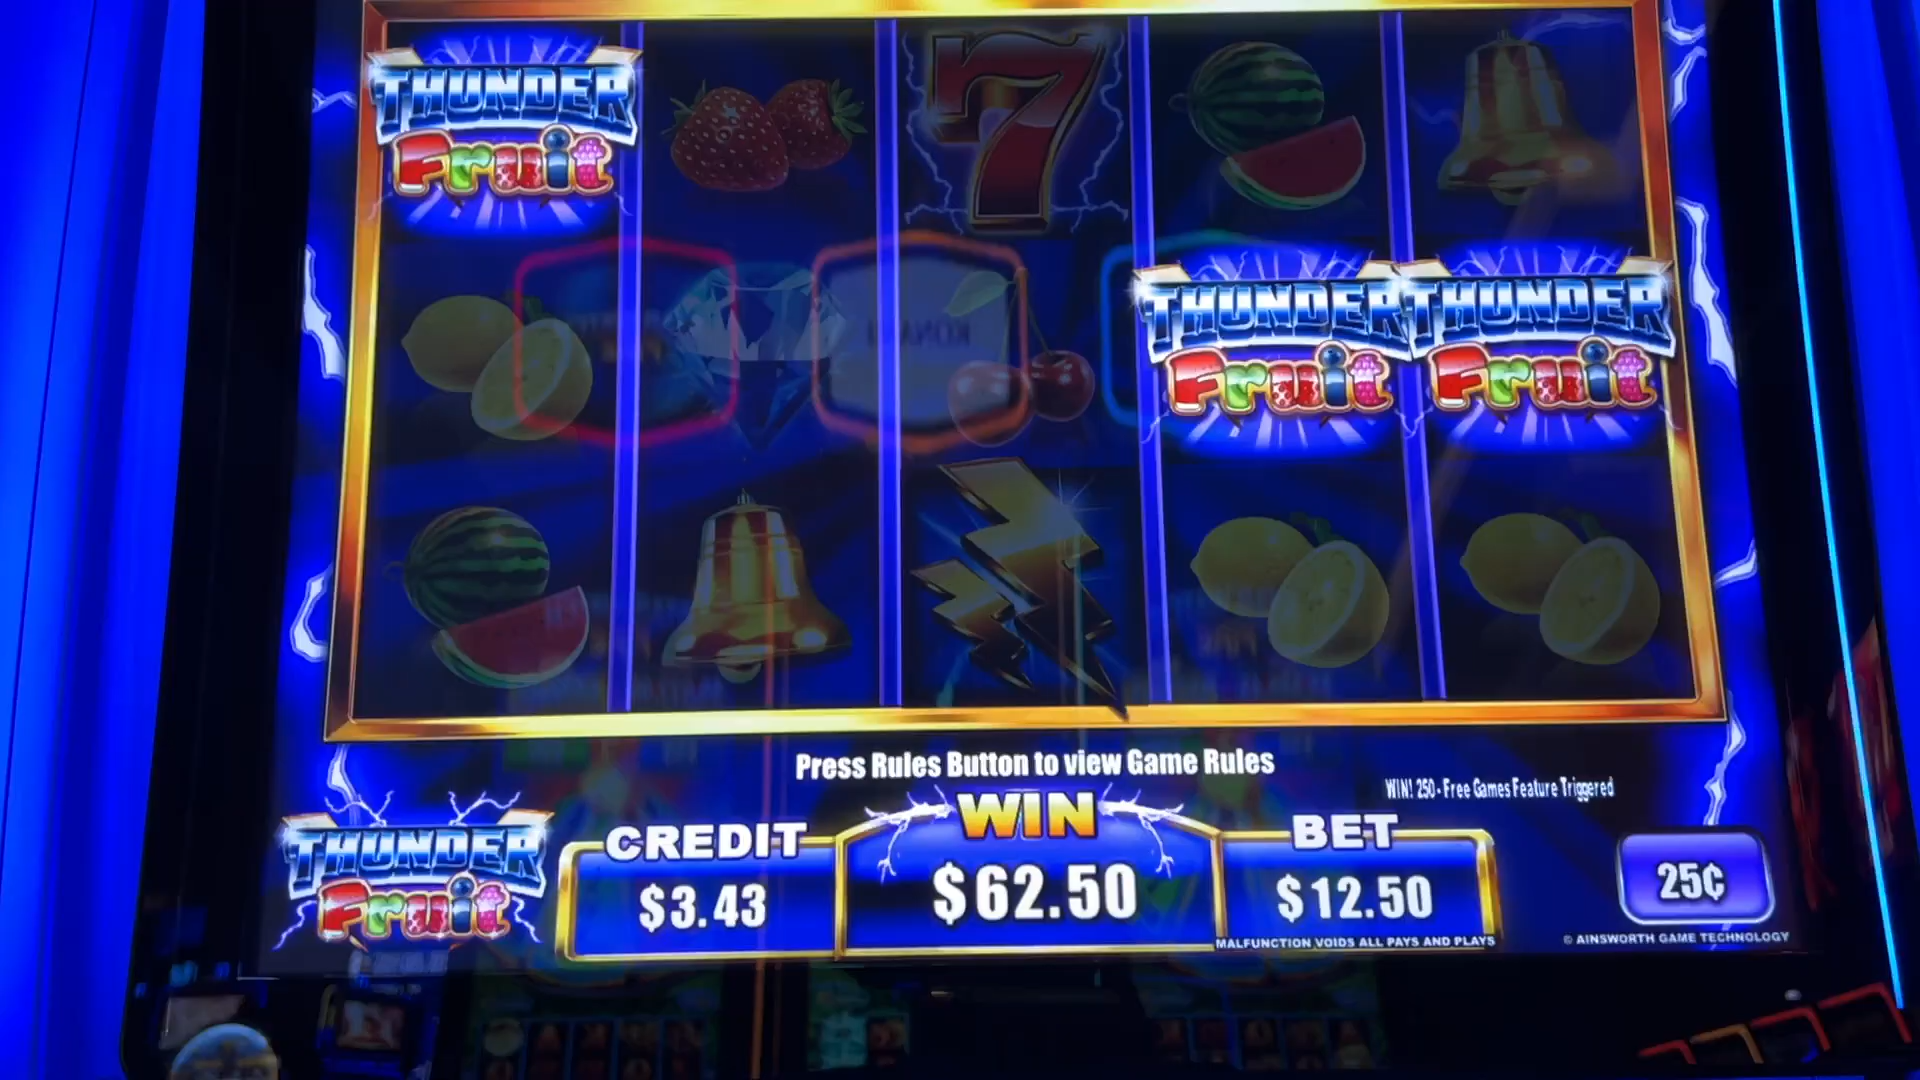 THUNDER
Fruit
7
THUNDER THUNDER
Fruit Fruit
Press Rules Button to view Game Rules
WIN! 250 - Free Games Feature Triggered
THUNDER
Fruit
CREDIT
$3.43
WIN
$62.50
BET
$12.50
25¢
MALFUNCTION VOIDS ALL PAYS AND PLAYS
© AINSWORTH GAME TECHNOLOGY